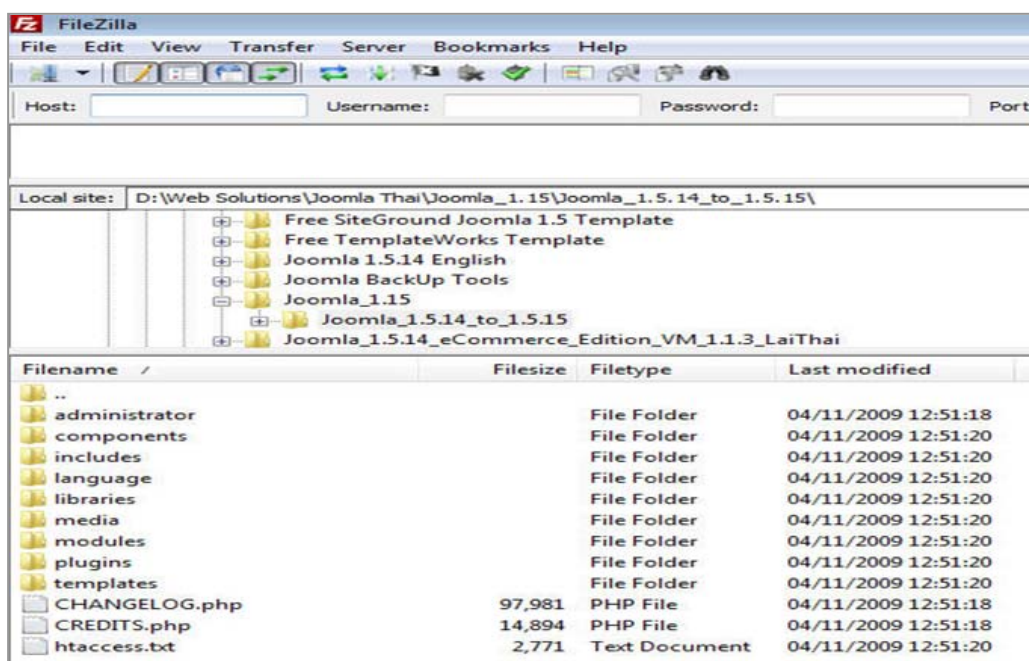 Fz FileZilla
File Edit View Transfer Server Bookmarks Help
Host: Username: Password: Port
Local site: D:\Web Solutions\Joomla Thai\Joomla_1.15\Joomla_1.5.14_to_1.5.15\
Free SiteGround Joomla 1.5 Template
Free TemplateWorks Template
Joomla 1.5.14 English
Joomla BackUp Tools
Joomla_1.15
Joomla_1.5.14_to_1.5.15
Joomla_1.5.14_eCommerce_Edition_VM_1.1.3_LaiThai
Filename Filesize Filetype Last modified
..
administrator File Folder 04/11/2009 12:51:18
components File Folder 04/11/2009 12:51:20
includes File Folder 04/11/2009 12:51:20
language File Folder 04/11/2009 12:51:20
libraries File Folder 04/11/2009 12:51:20
media File Folder 04/11/2009 12:51:20
modules File Folder 04/11/2009 12:51:20
plugins File Folder 04/11/2009 12:51:20
templates File Folder 04/11/2009 12:51:20
CHANGELOG.php 97,981 PHP File 04/11/2009 12:51:18
CREDITS.php 14,894 PHP File 04/11/2009 12:51:18
htaccess.txt 2,771 Text Document 04/11/2009 12:51:20